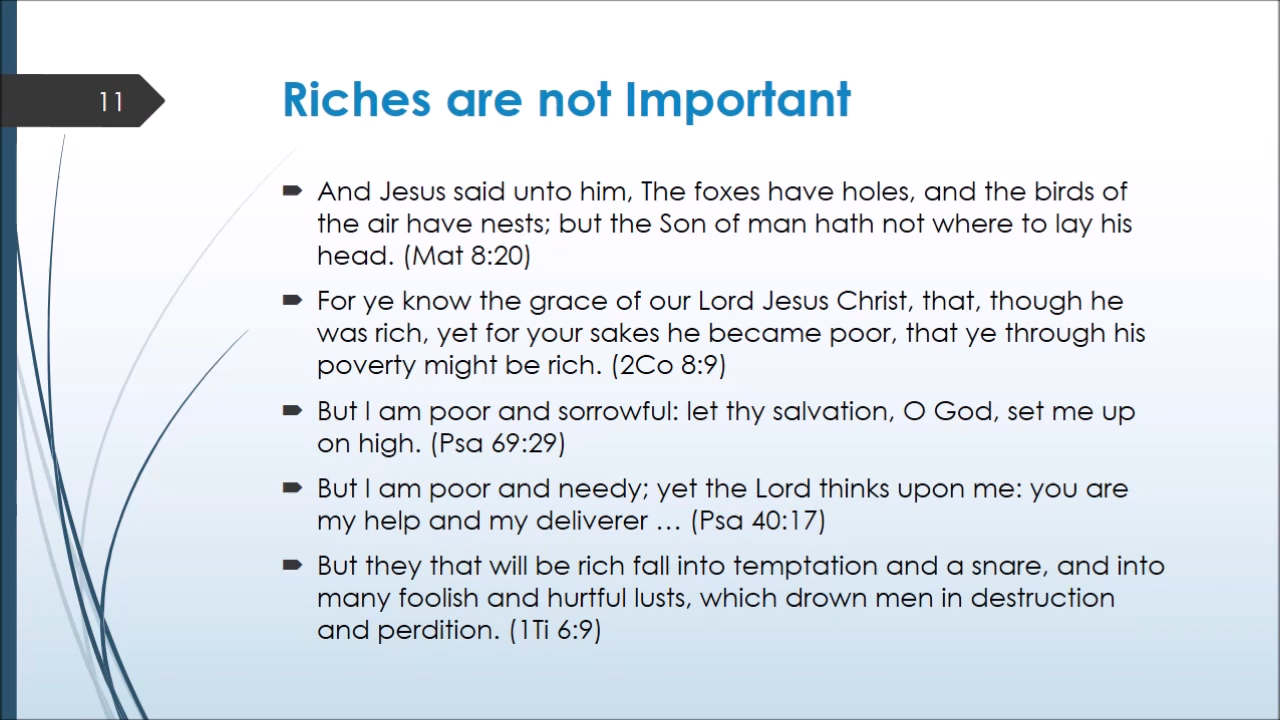 11
Riches are not Important
And Jesus said unto him, The foxes have holes, and the birds of
the air have nests; but the Son of man hath not where to lay his
head. (Mat 8:20)
For ye know the grace of our Lord Jesus Christ, that, though he
was rich, yet for your sakes he became poor, that ye through his
poverty might be rich. (2Co 8:9)
But I am poor and sorrowful: let thy salvation, O God, set me up
on high. (Psa 69:29)
But I am poor and needy; yet the Lord thinks upon me: you are
my help and my deliverer … (Psa 40:17)
But they that will be rich fall into temptation and a snare, and into
many foolish and hurtful lusts, which drown men in destruction
and perdition. (1Ti 6:9)